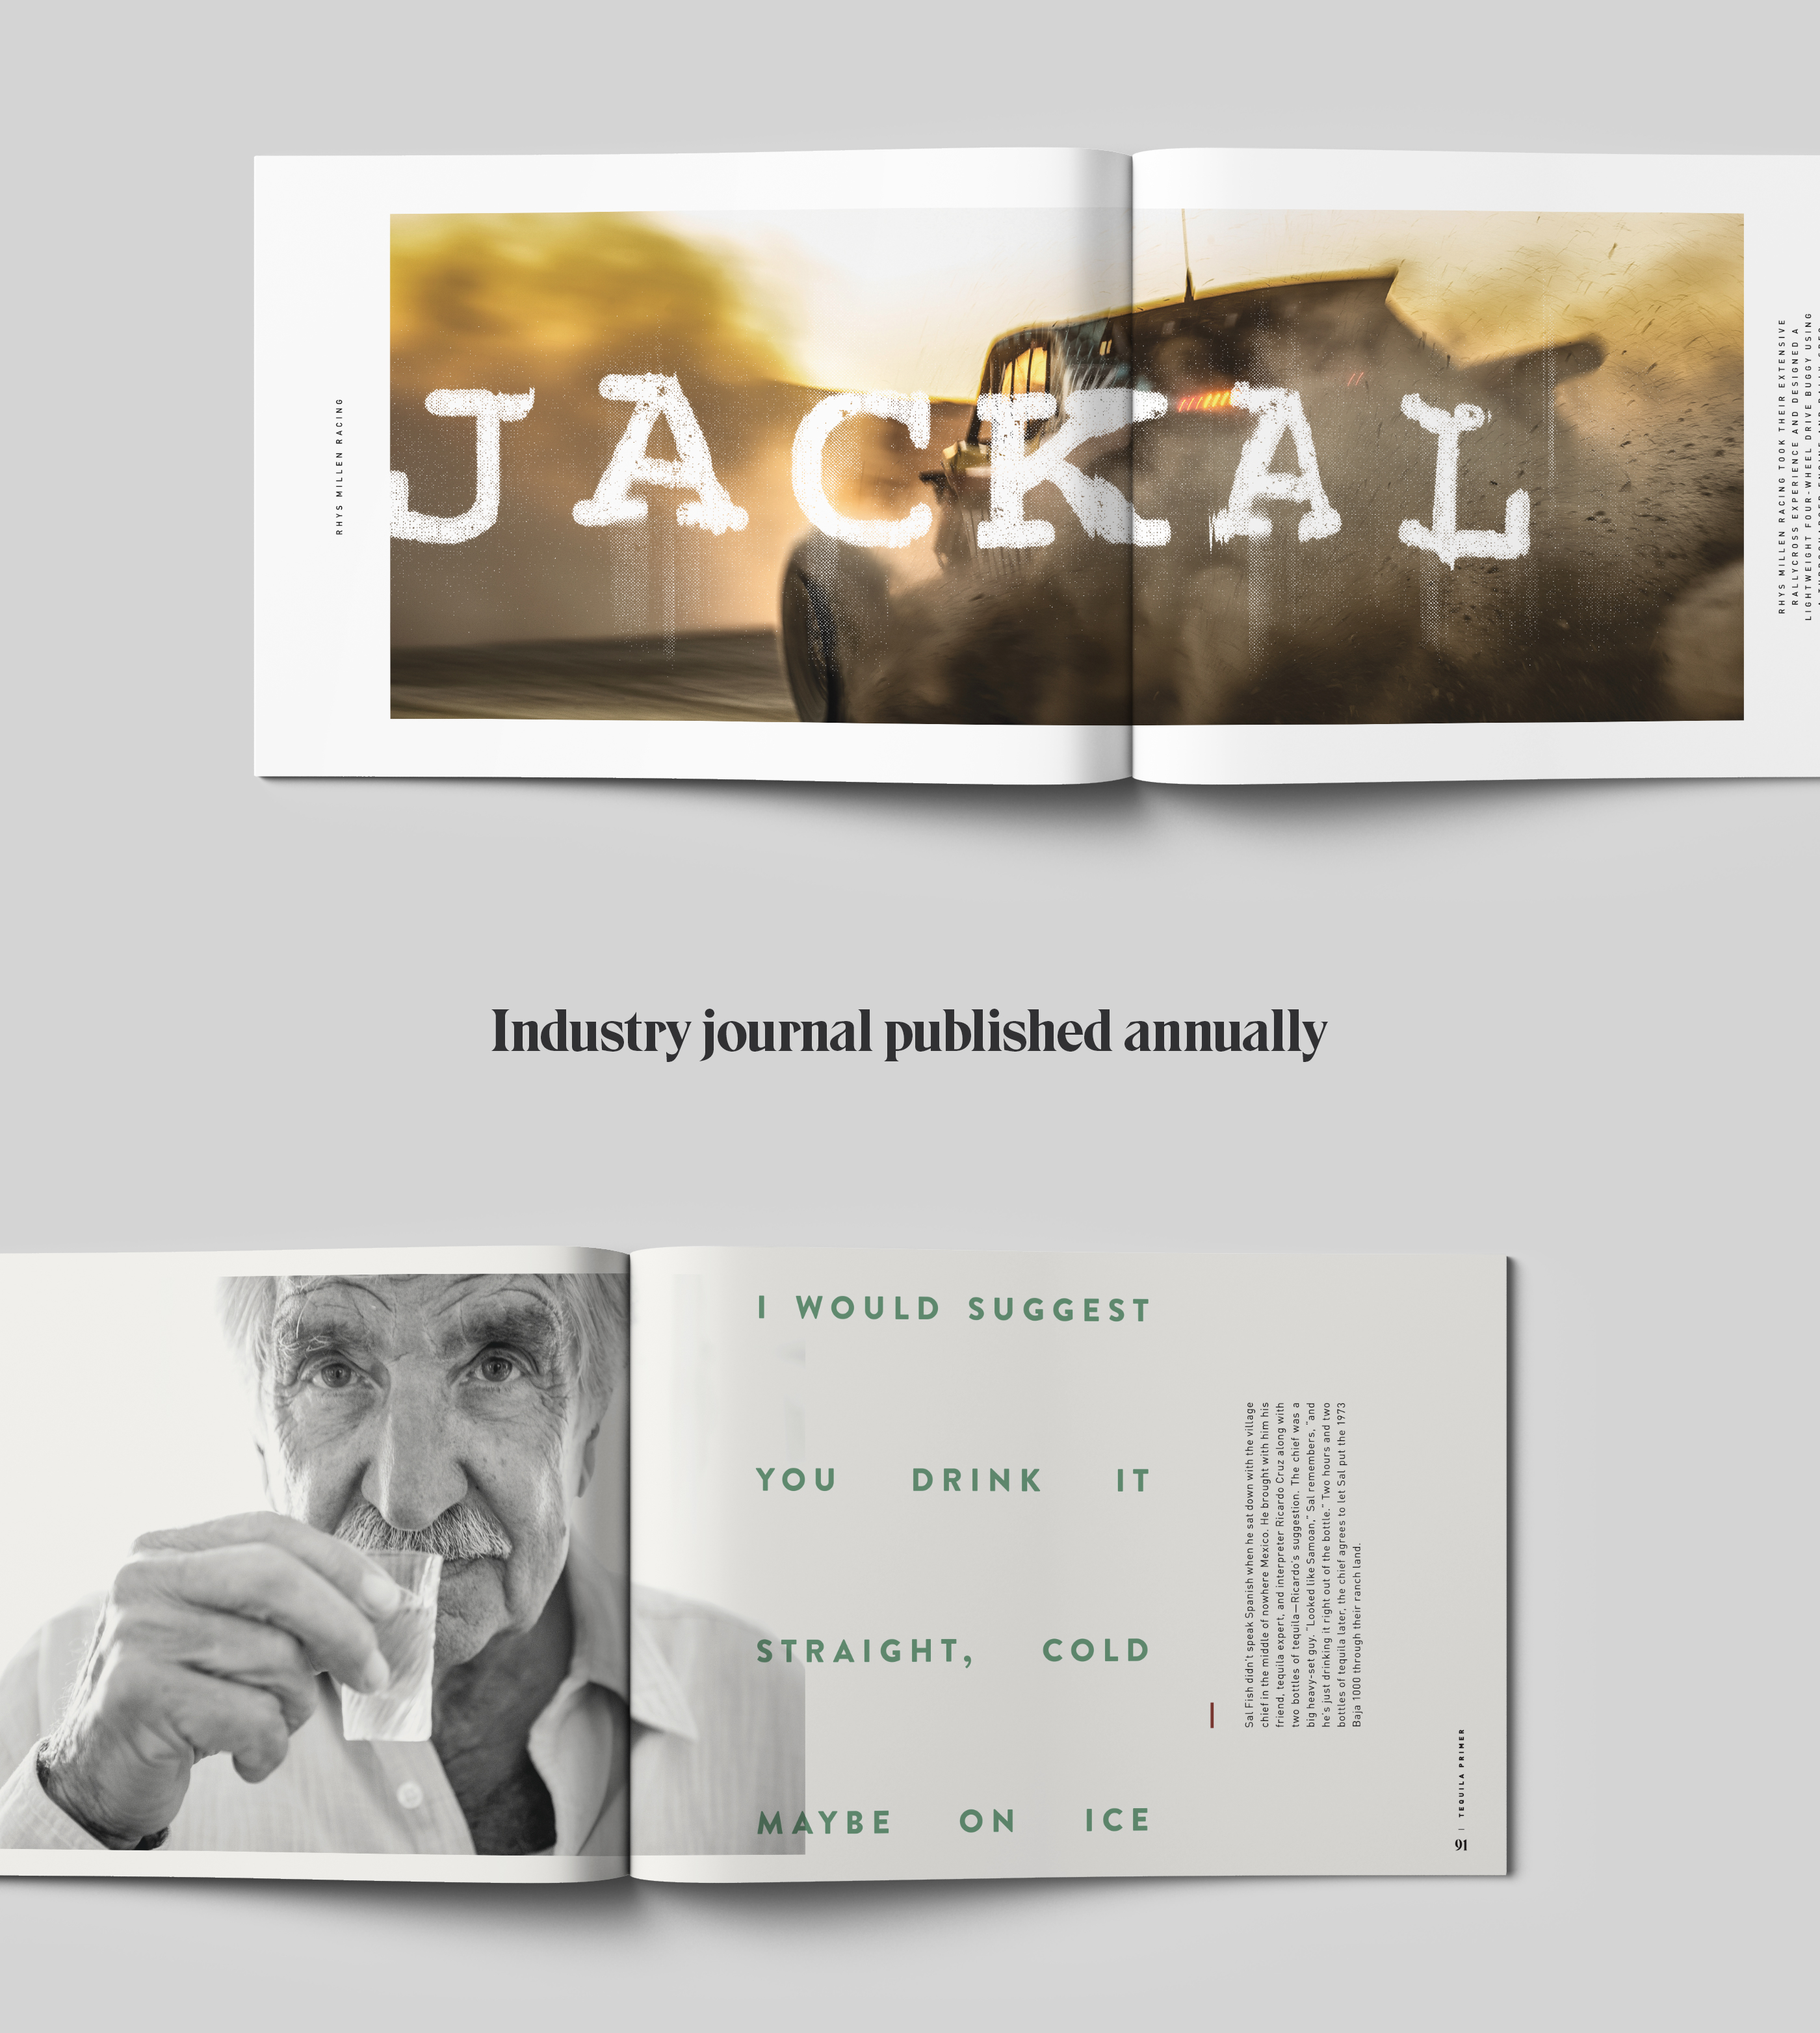 RHYS MILLEN RACING
JACKAL
RHYS MILLEN RACING TOOK THEIR EXTENSIVE
RALLYCROSS EXPERIENCE AND DESIGNED A
LIGHTWEIGHT FOUR-WHEEL DRIVE BUGGY USING
Industry journal published annually
I WOULD SUGGEST
YOU DRINK IT
STRAIGHT, COLD
MAYBE ON ICE
Sal Fish didn't speak Spanish when he sat down with the village
chief in the middle of nowhere Mexico. He brought with him his
friend, tequila expert, and interpreter Ricardo Cruz along with
two bottles of tequila—Ricardo's suggestion. The chief was a
big heavy-set guy. "Looked like Samoan," Sal remembers, "and
he's just drinking it right out of the bottle." Two hours and two
bottles of tequila later, the chief agrees to let Sal put the 1973
Baja 1000 through their ranch land.
91 | TEQUILA PRIMER